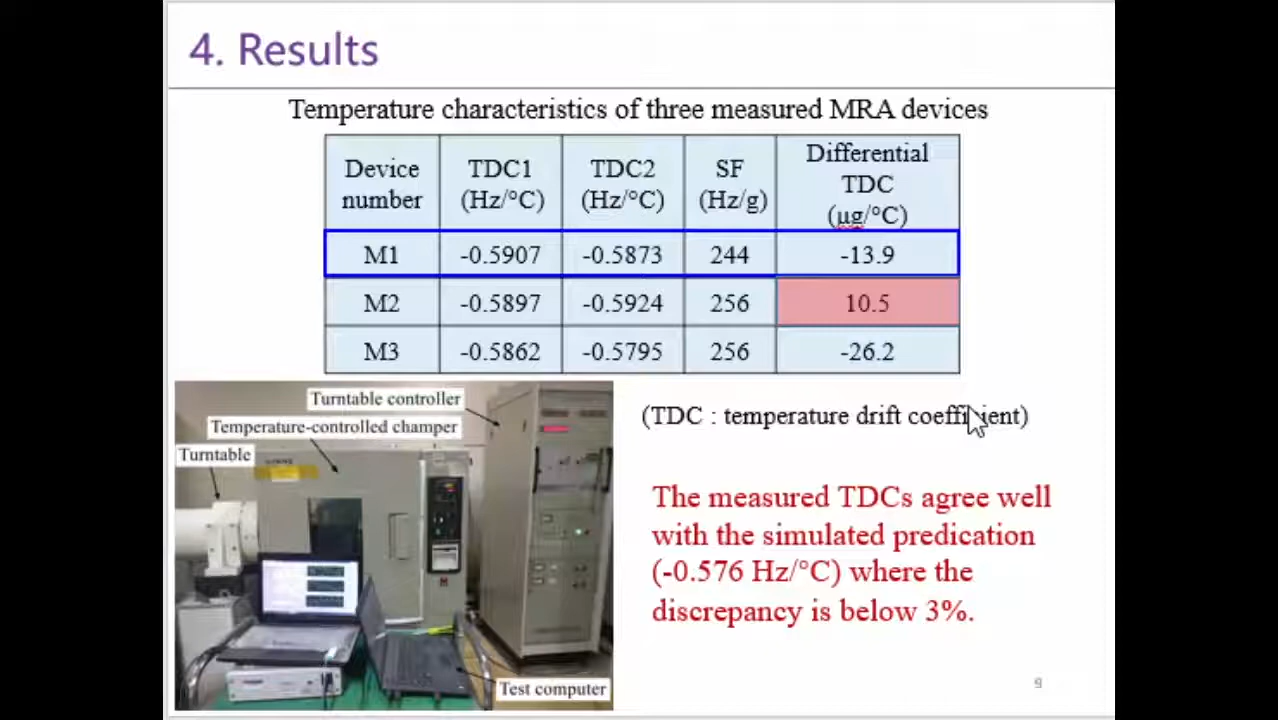 4. Results
Temperature characteristics of three measured MRA devices
Device number TDC1 (Hz/°C) TDC2 (Hz/°C) SF (Hz/g) Differential TDC (μg/°C)
M1 -0.5907 -0.5873 244 -13.9
M2 -0.5897 -0.5924 256 10.5
M3 -0.5862 -0.5795 256 -26.2
Turntable controller
Temperature-controlled champer
Turntable
Test computer
(TDC : temperature drift coefficient)
The measured TDCs agree well
with the simulated predication
(-0.576 Hz/°C) where the
discrepancy is below 3%.
9